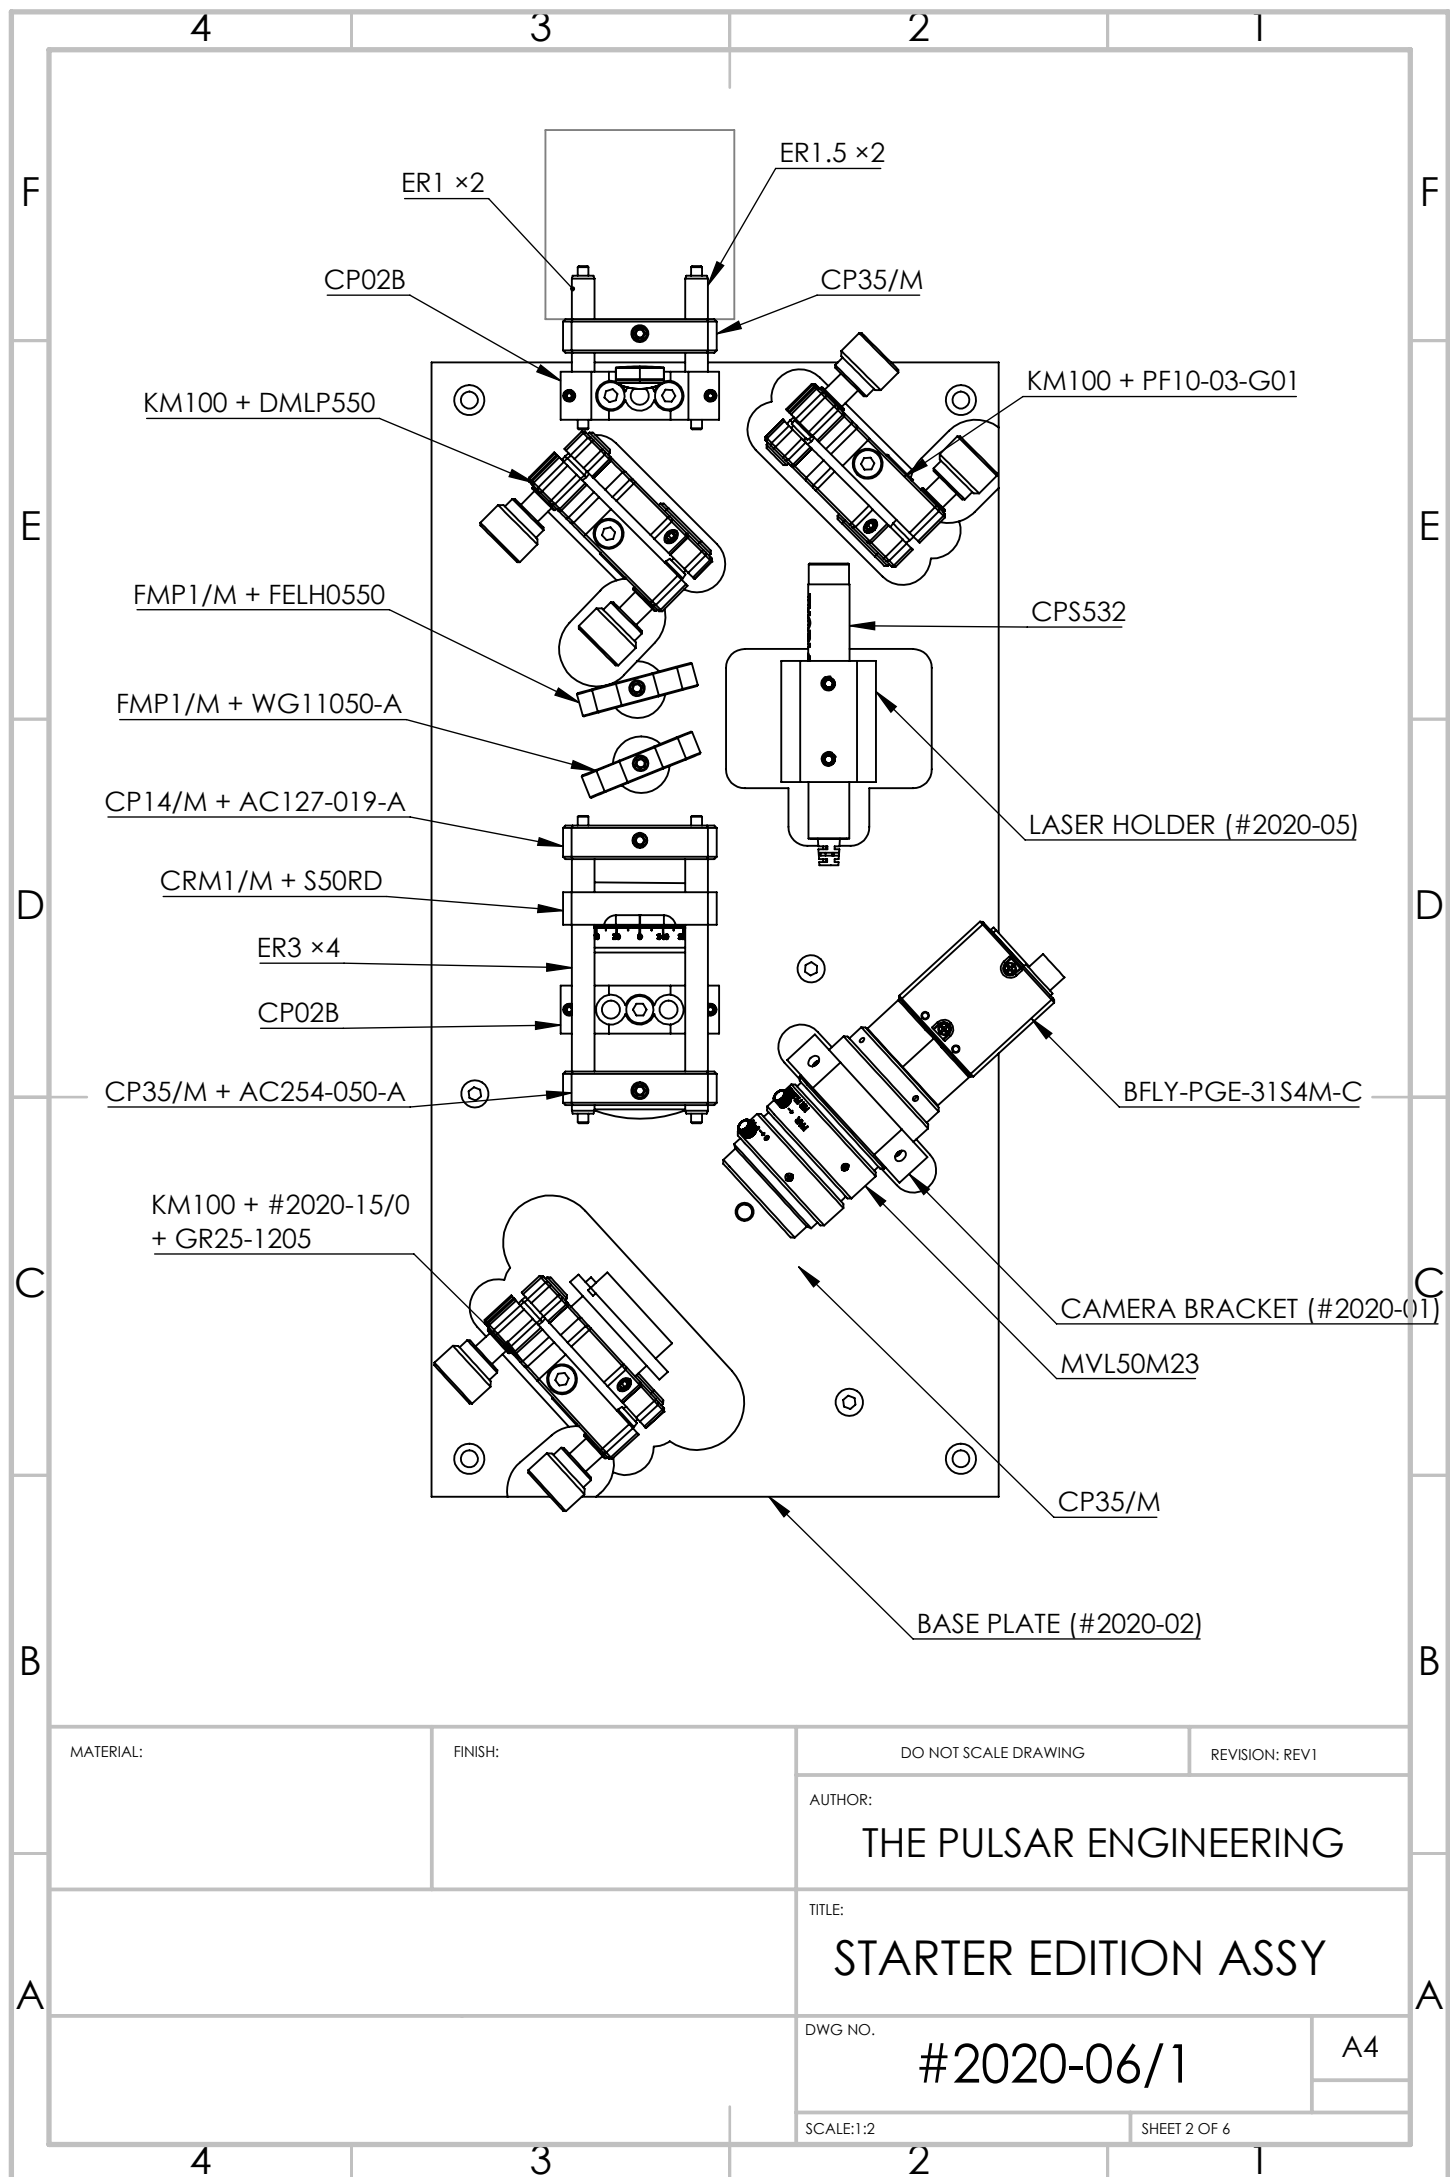 4 3 2 1
F F
ER1.5 ×2
ER1 ×2
CP02B
CP35/M
KM100 + DMLP550
KM100 + PF10-03-G01
E E
FMP1/M + FELH0550
CPS532
FMP1/M + WG11050-A
CP14/M + AC127-019-A
LASER HOLDER (#2020-05)
CRM1/M + S50RD
D D
ER3 ×4
CP02B
CP35/M + AC254-050-A
BFLY-PGE-31S4M-C
KM100 + #2020-15/0
+ GR25-1205
C C
CAMERA BRACKET (#2020-01)
MVL50M23
CP35/M
BASE PLATE (#2020-02)
B B
MATERIAL:
FINISH:
DO NOT SCALE DRAWING
REVISION: REV1
AUTHOR:
THE PULSAR ENGINEERING
TITLE:
STARTER EDITION ASSY
A A
DWG NO.
#2020-06/1
A4
SCALE:1:2
SHEET 2 OF 6
4 3 2 1